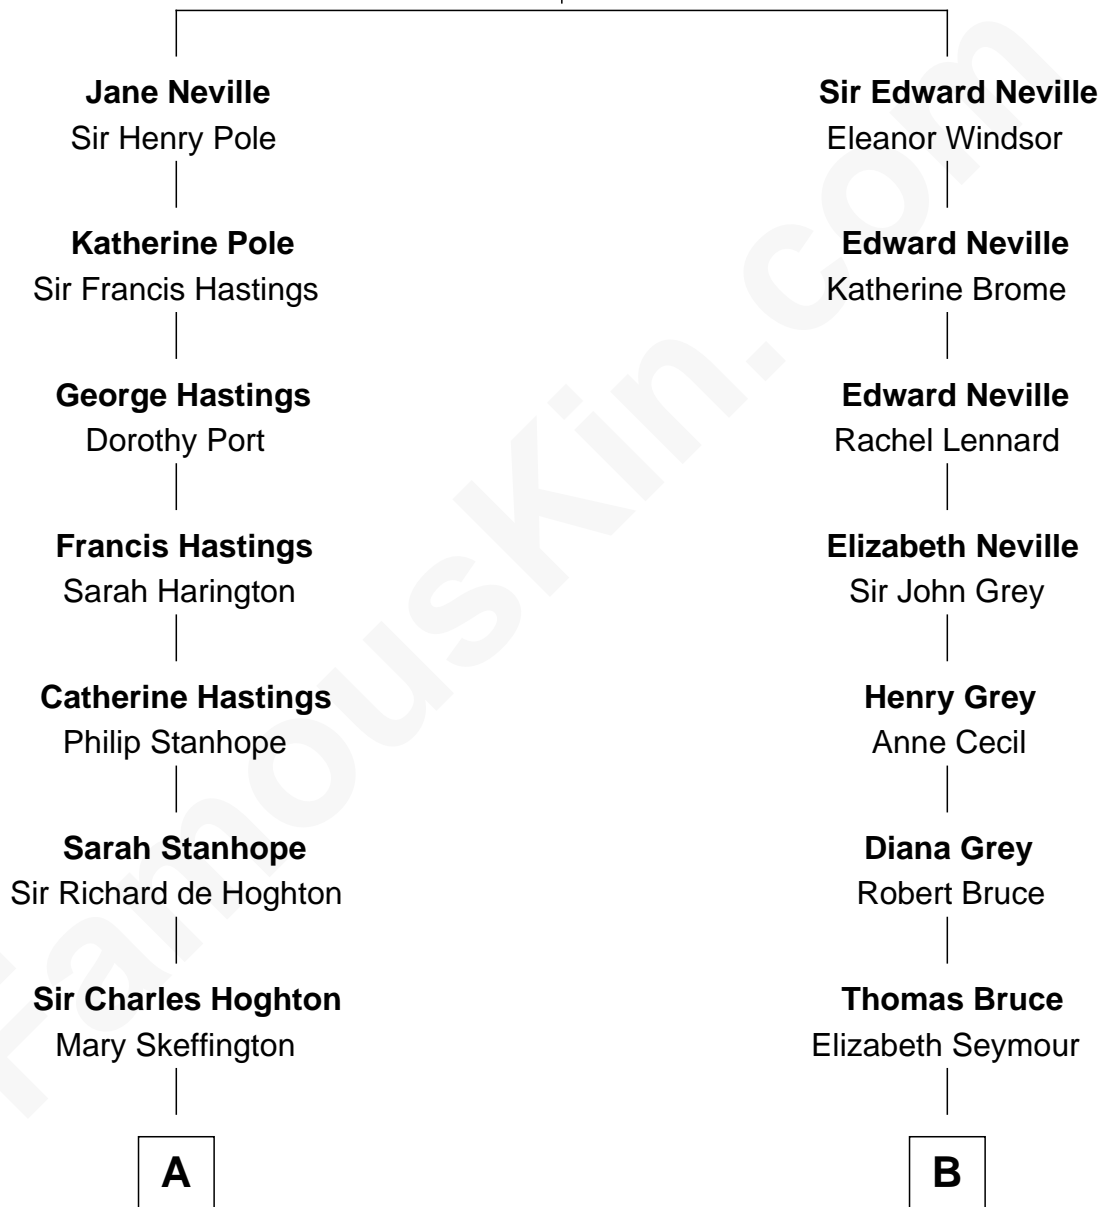 Jane Neville
Sir Henry Pole
Katherine Pole
Sir Francis Hastings
George Hastings
Dorothy Port
Francis Hastings
Sarah Harington
Catherine Hastings
Philip Stanhope
Sarah Stanhope
Sir Richard de Hoghton
Sir Charles Hoghton
Mary Skeffington
A
Sir Edward Neville
Eleanor Windsor
Edward Neville
Katherine Brome
Edward Neville
Rachel Lennard
Elizabeth Neville
Sir John Grey
Henry Grey
Anne Cecil
Diana Grey
Robert Bruce
Thomas Bruce
Elizabeth Seymour
B
FamousKin.com